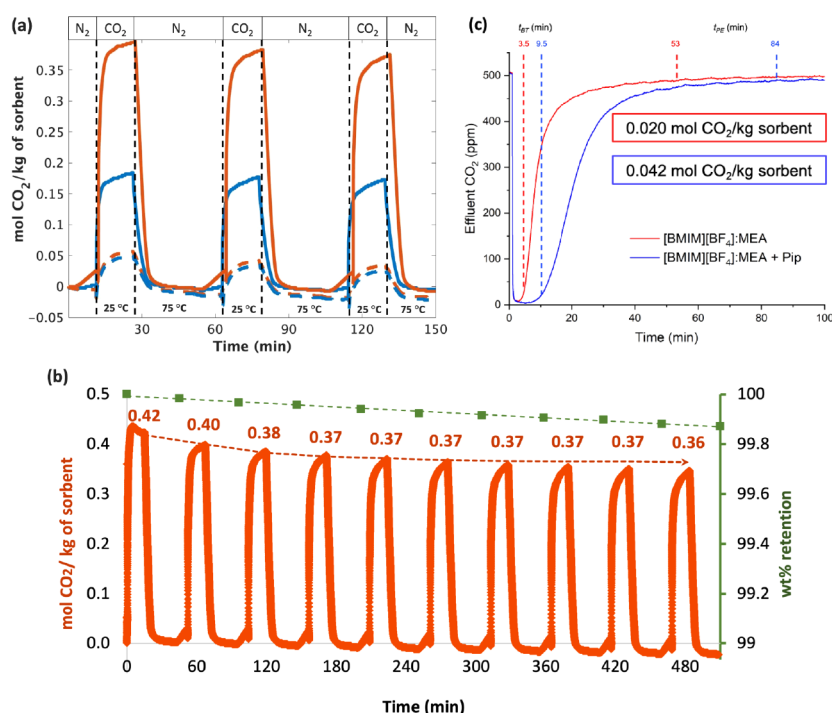 (a)
N2 CO2 N2 CO2 N2 CO2 N2
mol CO2/ kg of sorbent
0.35
0.3
0.25
0.2
0.15
0.1
0.05
0
−0.05
25 °C 75 °C 25 °C 75 °C 25 °C 75 °C
30 60 90 120 150
Time (min)
(c)
tBT (min) tPE (min)
3.5 9.5 53 84
Effluent CO2 (ppm)
500
400
300
200
100
0
0.020 mol CO2/kg sorbent
0.042 mol CO2/kg sorbent
[BMIM][BF4]:MEA
[BMIM][BF4]:MEA + Pip
0 20 40 60 80 100
Time (min)
(b)
mol CO2/ kg of sorbent
0.5
0.4
0.3
0.2
0.1
0.0
0.42 0.40 0.38 0.37 0.37 0.37 0.37 0.37 0.37 0.36
100
99.8
99.6
99.4
99.2
99
wt% retention
0 60 120 180 240 300 360 420 480
Time (min)